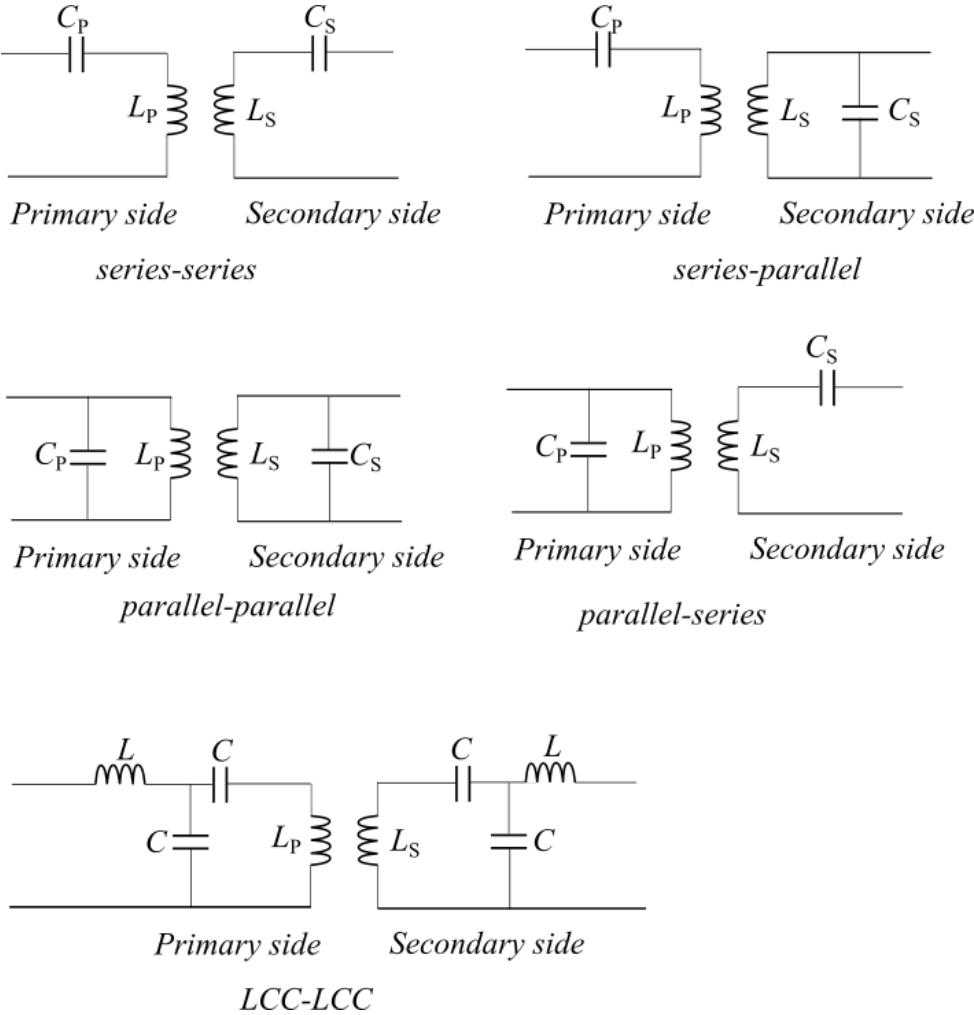 C_P C_S
L_P L_S
Primary side Secondary side
series-series
C_P
L_P L_S C_S
Primary side Secondary side
series-parallel
C_P L_P L_S C_S
Primary side Secondary side
parallel-parallel
C_S
C_P L_P L_S
Primary side Secondary side
parallel-series
L C C L
C L_P L_S C
Primary side Secondary side
LCC-LCC